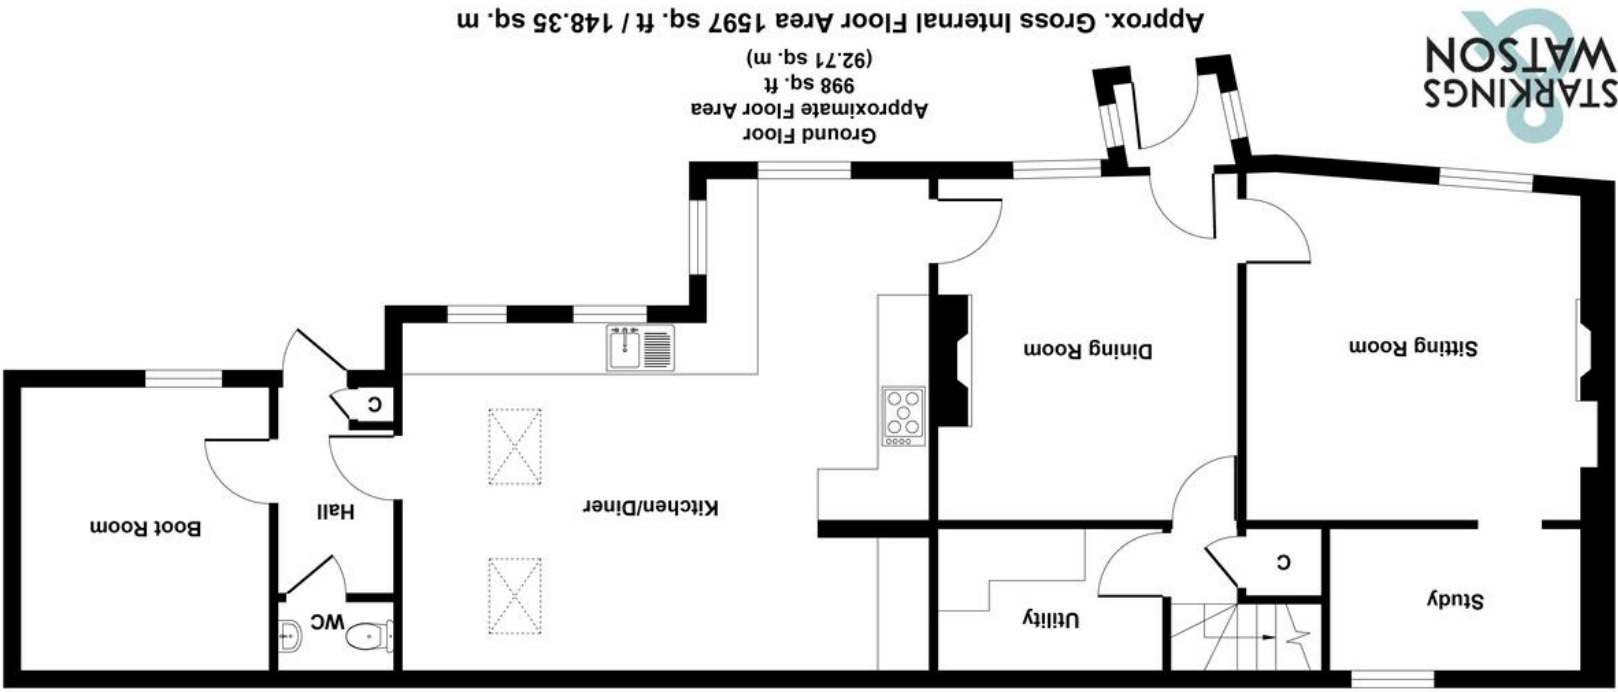 Study
Utility
C
WC
Boot Room
Hall
Kitchen/Diner
C
Sitting Room
Dining Room
Ground Floor
Approximate Floor Area
998 sq. ft
(92.71 sq. m)
Approx. Gross Internal Floor Area 1597 sq. ft / 148.35 sq. m
STARKINGS
WATSON